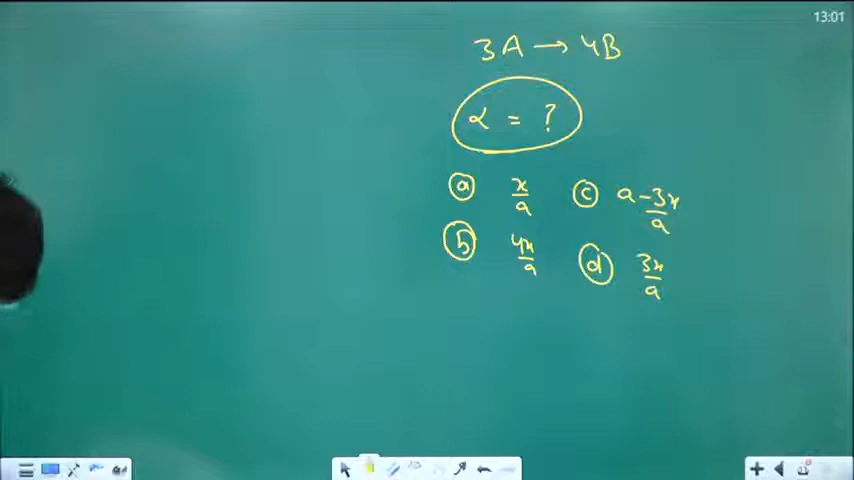 13:01
3A → 4B
α = ?
ⓐ x/a ⓒ a-3x/a
ⓑ 4x/a ⓓ 3x/a